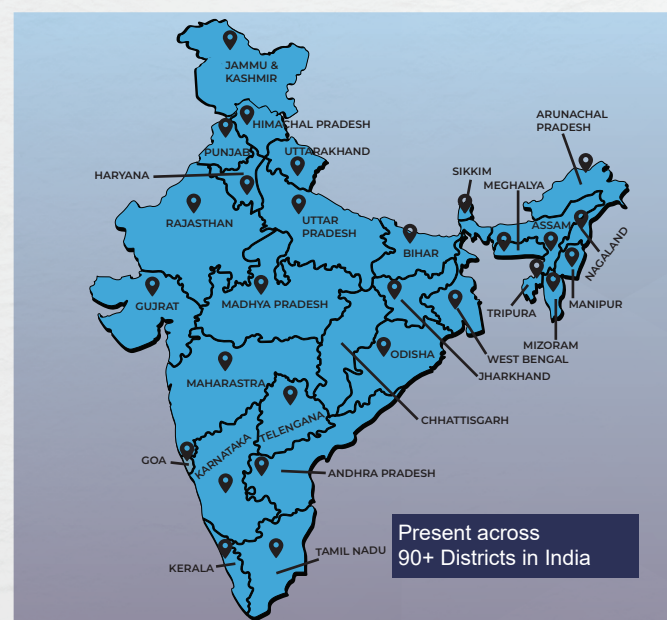 JAMMU &
KASHMIR
HIMACHAL PRADESH
PUNJAB
UTTARAKHAND
HARYANA
ARUNACHAL
PRADESH
SIKKIM
MEGHALYA
RAJASTHAN
UTTAR
PRADESH
ASSAM
NAGALAND
BIHAR
GUJRAT
MADHYA PRADESH
MANIPUR
TRIPURA
MIZORAM
WEST BENGAL
ODISHA
JHARKHAND
MAHARASTRA
CHHATTISGARH
TELENGANA
KARNATAKA
GOA
ANDHRA PRADESH
TAMIL NADU
KERALA
Present across
90+ Districts in India